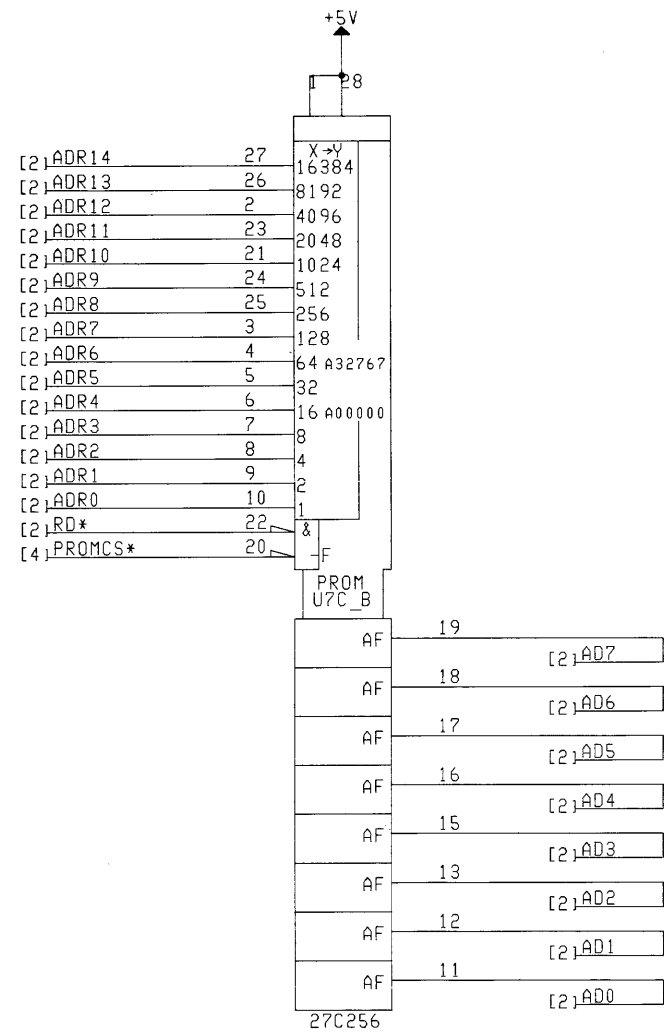 +5V
1 28
X→Y
[2] ADR14 27 16384
[2] ADR13 26 8192
[2] ADR12 2 4096
[2] ADR11 23 2048
[2] ADR10 21 1024
[2] ADR9 24 512
[2] ADR8 25 256
[2] ADR7 3 128
[2] ADR6 4 64 A32767
[2] ADR5 5 32
[2] ADR4 6 16 A00000
[2] ADR3 7 8
[2] ADR2 8 4
[2] ADR1 9 2
[2] ADR0 10 1
[2] RD* 22 &
[4] PROMCS* 20 F
PROM
U7C_B
AF 19
[2] AD7
AF 18
[2] AD6
AF 17
[2] AD5
AF 16
[2] AD4
AF 15
[2] AD3
AF 13
[2] AD2
AF 12
[2] AD1
AF 11
[2] AD0
27C256